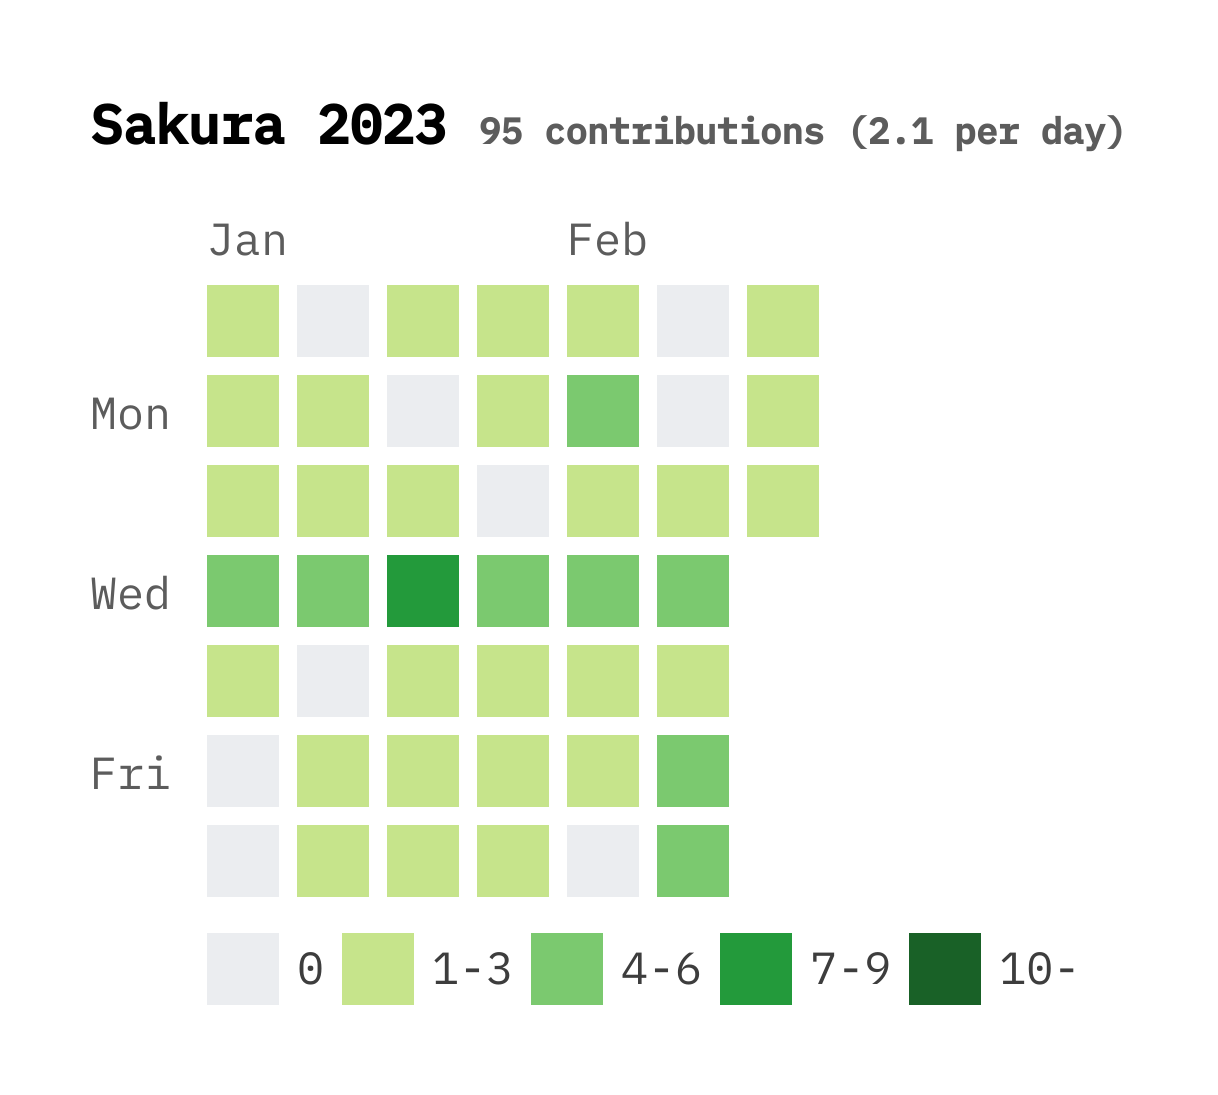 Sakura 2023 95 contributions (2.1 per day)
Jan Feb
Mon
Wed
Fri
0 1-3 4-6 7-9 10-